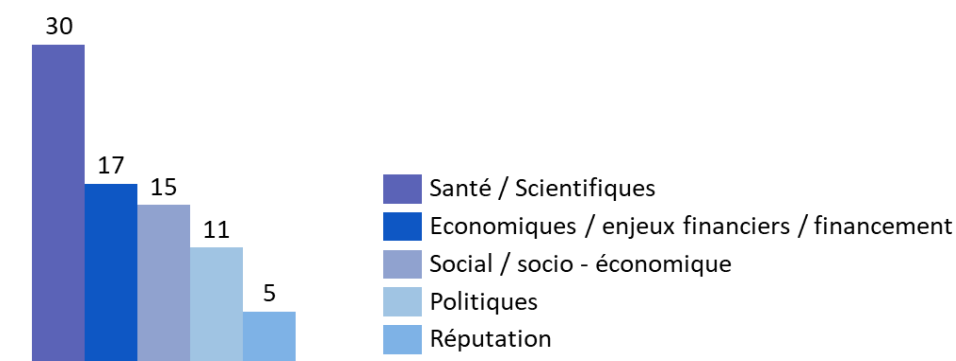 30
17
15
11
5
Santé / Scientifiques
Economiques / enjeux financiers / financement
Social / socio - économique
Politiques
Réputation